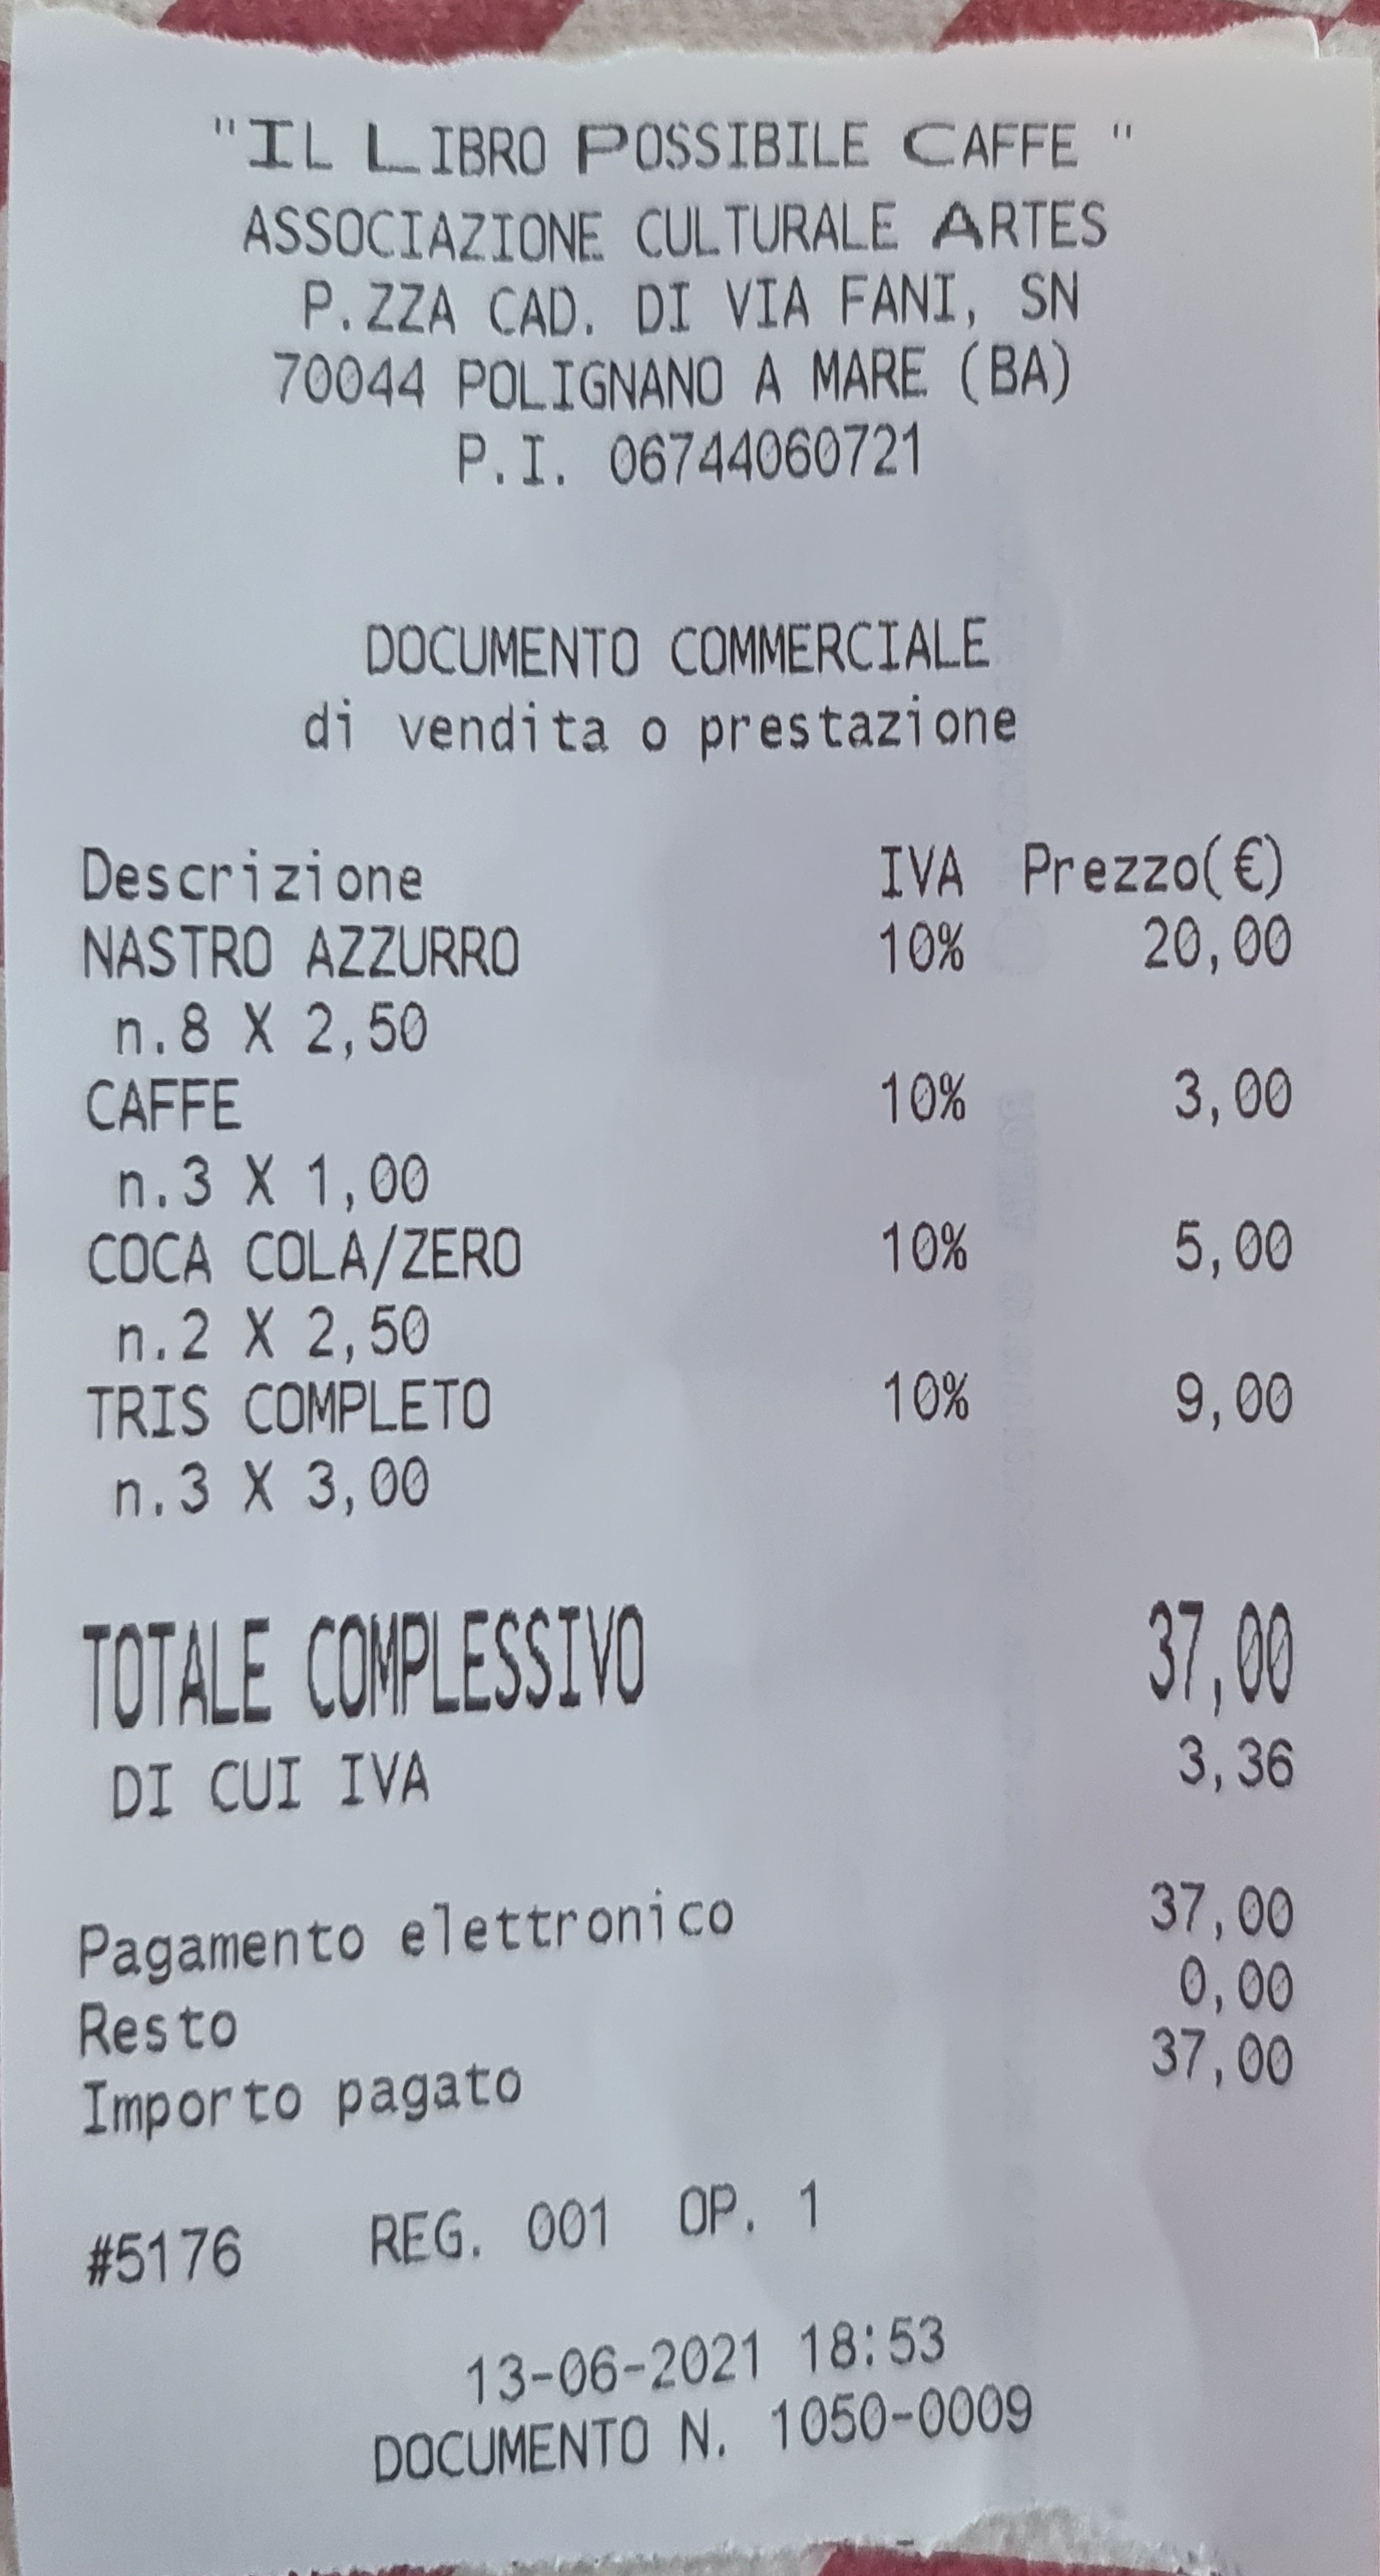 "IL LIBRO POSSIBILE CAFFE "
ASSOCIAZIONE CULTURALE ARTES
P.ZZA CAD. DI VIA FANI, SN
70044 POLIGNANO A MARE (BA)
P.I. 06744060721
DOCUMENTO COMMERCIALE
di vendita o prestazione
Descrizione IVA Prezzo(€)
NASTRO AZZURRO 10% 20,00
n.8 X 2,50
CAFFE 10% 3,00
n.3 X 1,00
COCA COLA/ZERO 10% 5,00
n.2 X 2,50
TRIS COMPLETO 10% 9,00
n.3 X 3,00
TOTALE COMPLESSIVO 37,00
DI CUI IVA 3,36
Pagamento elettronico 37,00
Resto 0,00
Importo pagato 37,00
#5176 REG. 001 OP. 1
13-06-2021 18:53
DOCUMENTO N. 1050-0009